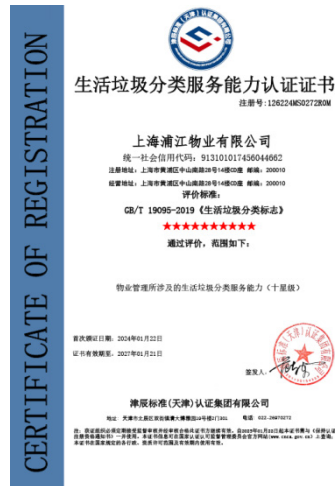 CERTIFICATE OF REGISTRATION
生活垃圾分类服务能力认证证书
注册号:126224MS0272R0M
上海浦江物业有限公司
统一社会信用代码: 913101017456044662
注册地址: 上海市黄浦区中山南路28号14楼CD座 邮编: 200010
经营地址: 上海市黄浦区中山南路28号14楼CD座 邮编: 200010
评价标准:
GB/T 19095-2019《生活垃圾分类标志》
★★★★★★★★★★
通过评价, 范围如下:
物业管理所涉及的生活垃圾分类服务能力(十星级)
首次颁证日期: 2024年01月22日
证书有效期至: 2027年01月21日
签发人:
津辰标准(天津)认证集团有限公司